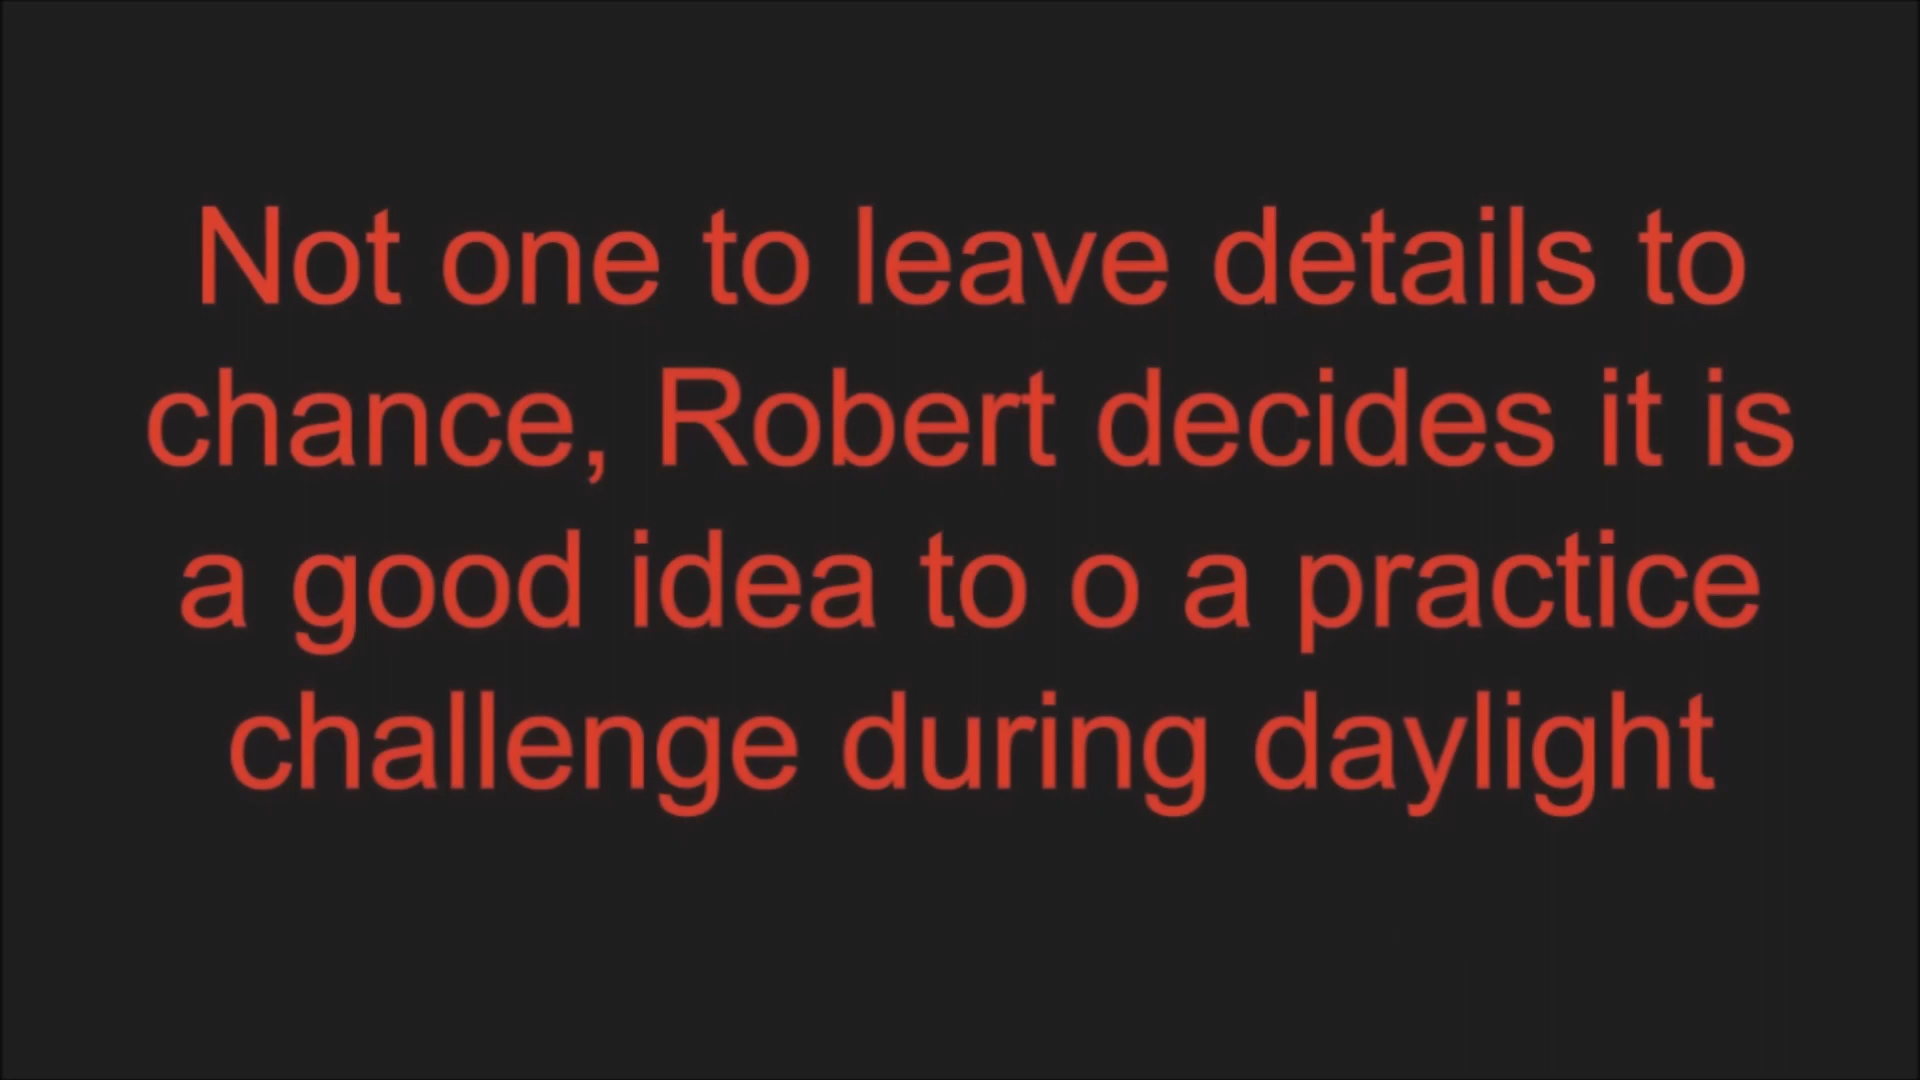 Not one to leave details to
chance, Robert decides it is
a good idea to o a practice
challenge during daylight